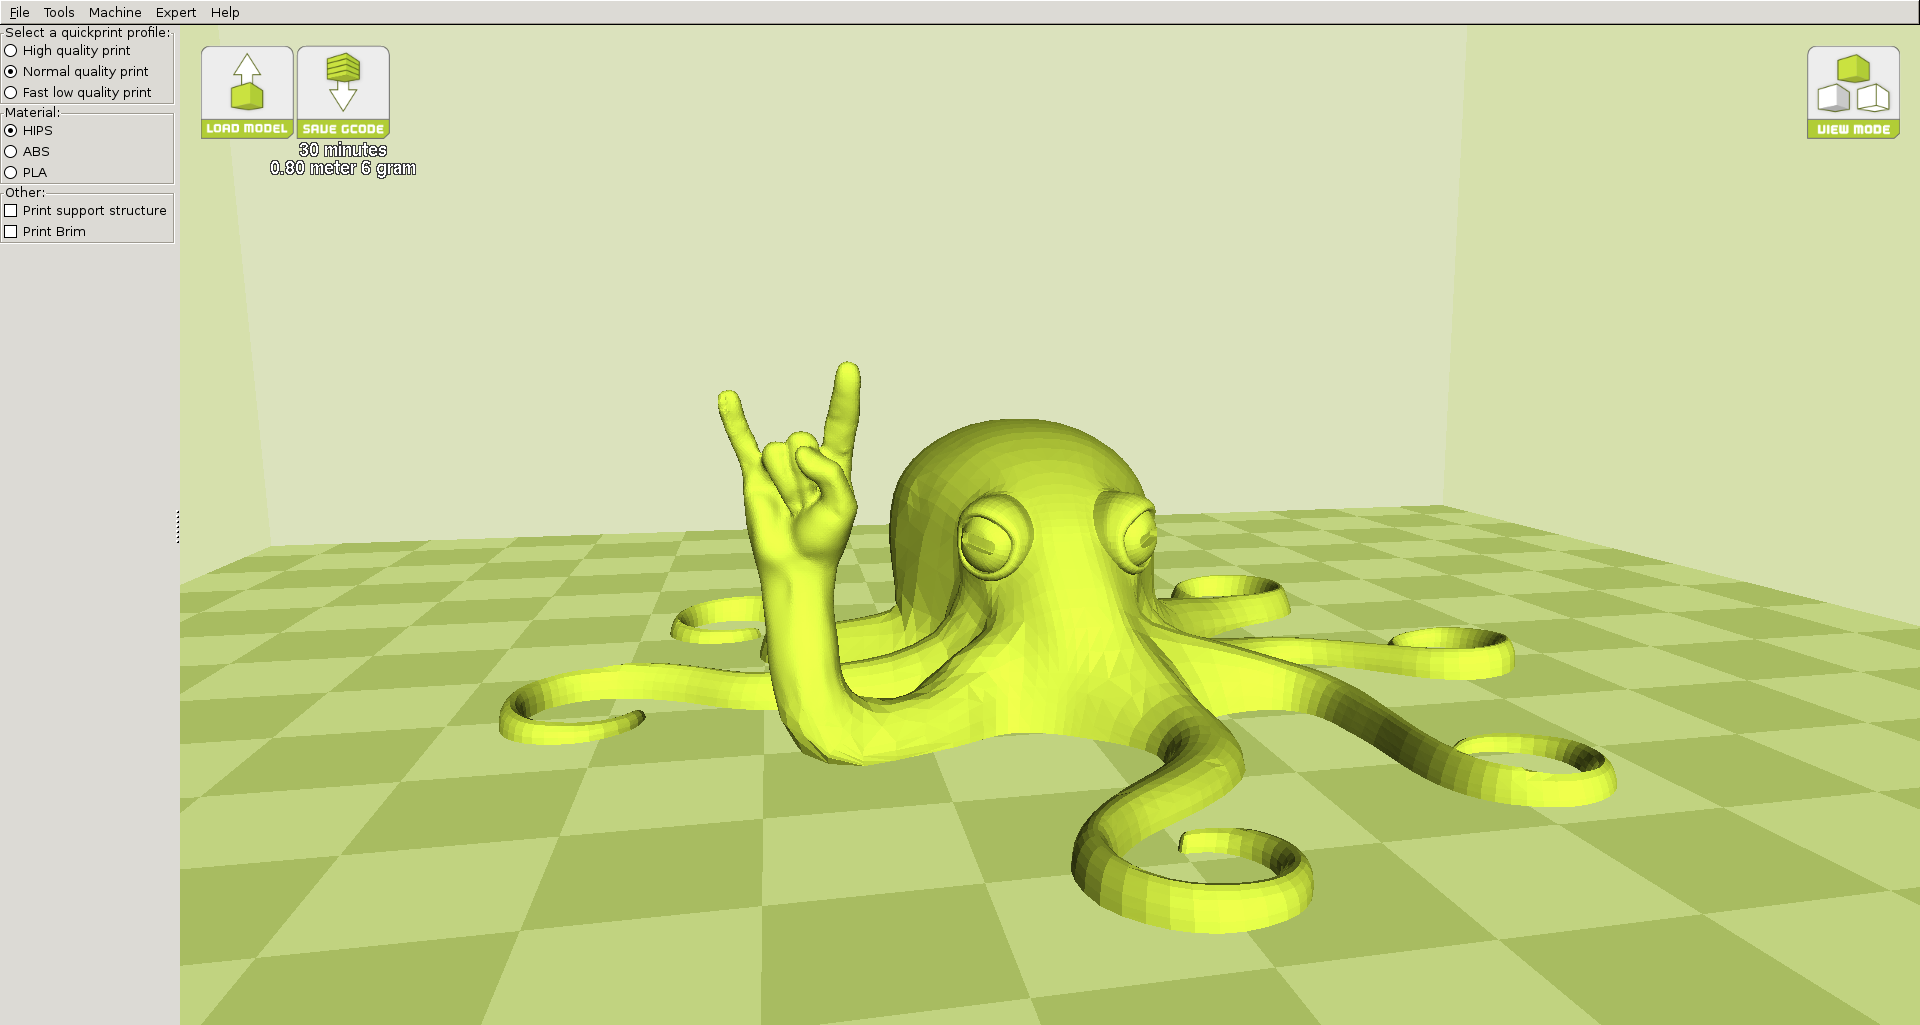 File Tools Machine Expert Help
Select a quickprint profile:
High quality print
Normal quality print
Fast low quality print
Material:
HIPS
ABS
PLA
Other:
Print support structure
Print Brim
LOAD MODEL
SAVE GCODE
30 minutes
0.80 meter 6 gram
VIEW MODE